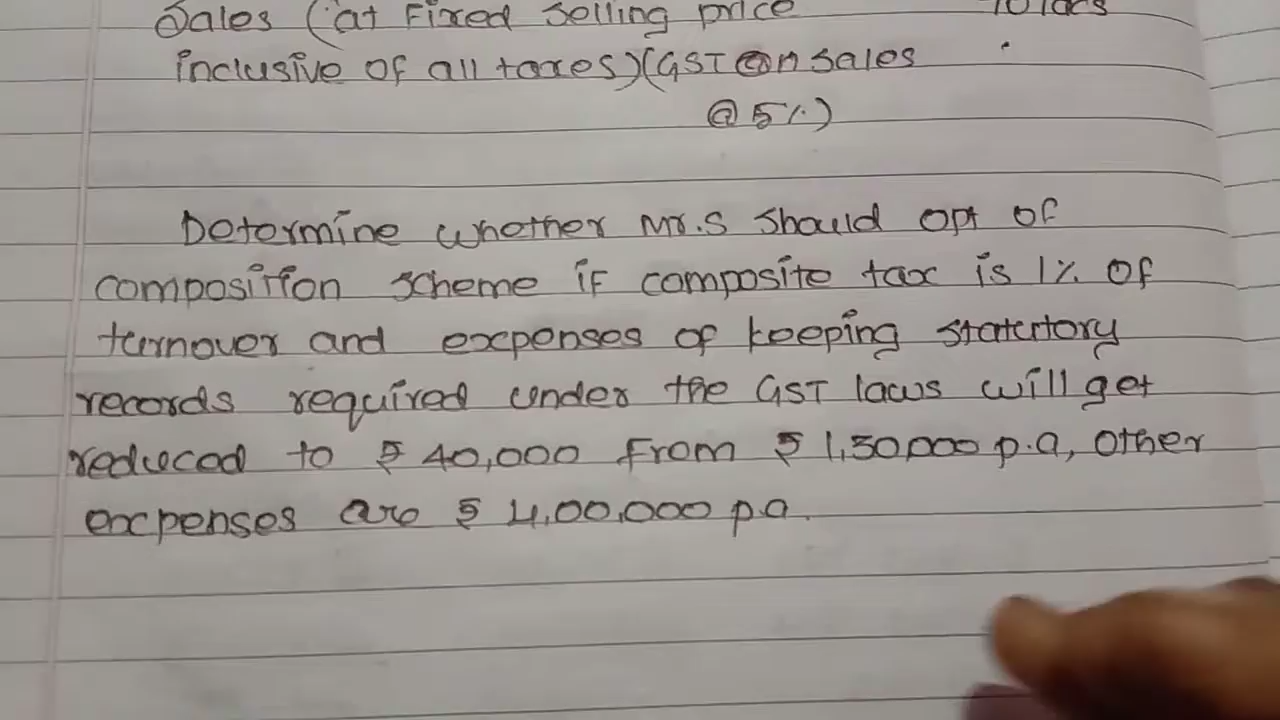 Sales (at Fixed Selling price
inclusive of all taxes)(GST on sales
@ 5%)
Determine whether Mr.S should opt of
composition scheme if composite tax is 1% of
turnover and expenses of keeping statutory
records required under the GST laws will get
reduced to ₹ 40,000 from ₹ 1,50,000 p.a, other
expenses are ₹ 4,00,000 p.a.